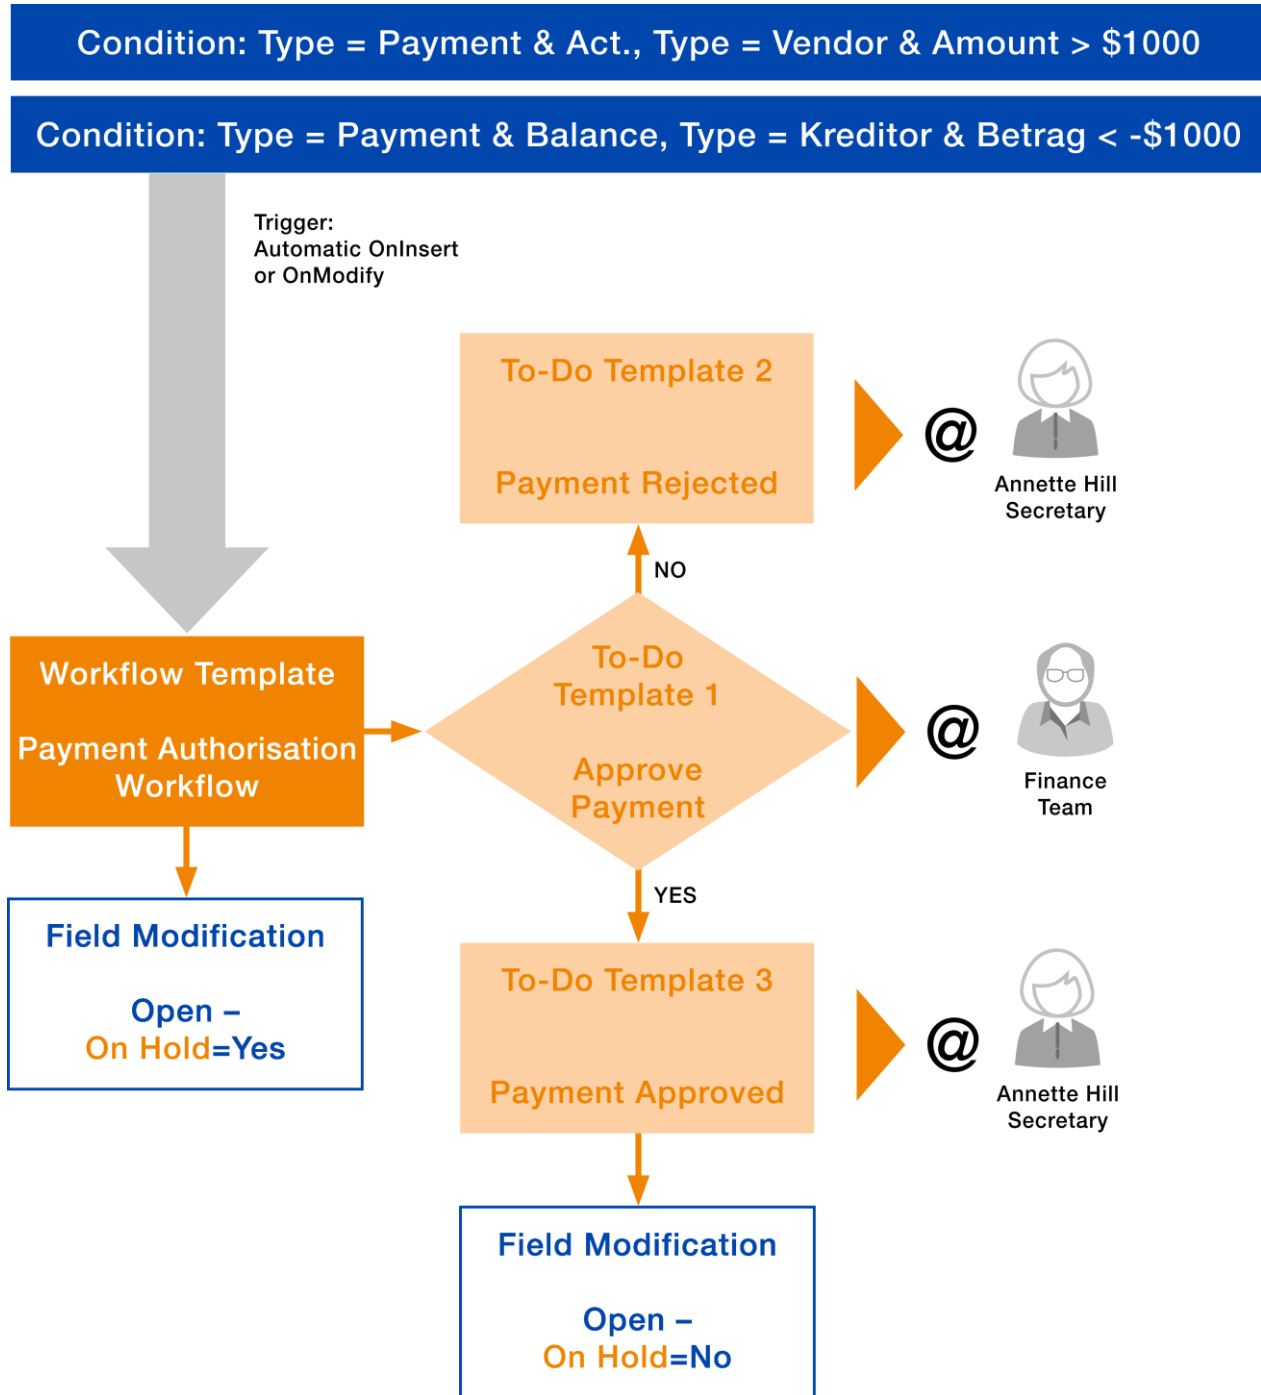 Condition: Type = Payment & Act., Type = Vendor & Amount > $1000
Condition: Type = Payment & Balance, Type = Kreditor & Betrag < -$1000
Trigger:
Automatic OnInsert
or OnModify
To-Do Template 2
Payment Rejected
@
Annette Hill
Secretary
NO
Workflow Template
Payment Authorisation
Workflow
To-Do
Template 1
Approve
Payment
@
Finance
Team
YES
Field Modification
Open –
On Hold=Yes
To-Do Template 3
Payment Approved
@
Annette Hill
Secretary
Field Modification
Open –
On Hold=No